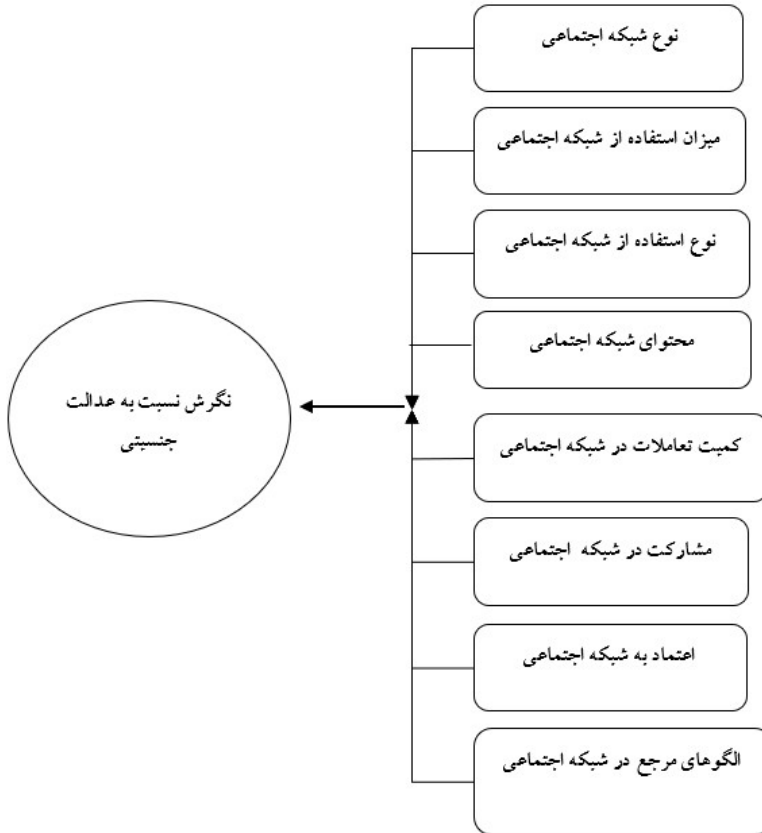 نوع شبکه اجتماعی
میزان استفاده از شبکه اجتماعی
نوع استفاده از شبکه اجتماعی
محتوای شبکه اجتماعی
نگرش نسبت به عدالت
جنسیتی
کمیت تعاملات در شبکه اجتماعی
مشارکت در شبکه اجتماعی
اعتماد به شبکه اجتماعی
الگوهای مرجع در شبکه اجتماعی